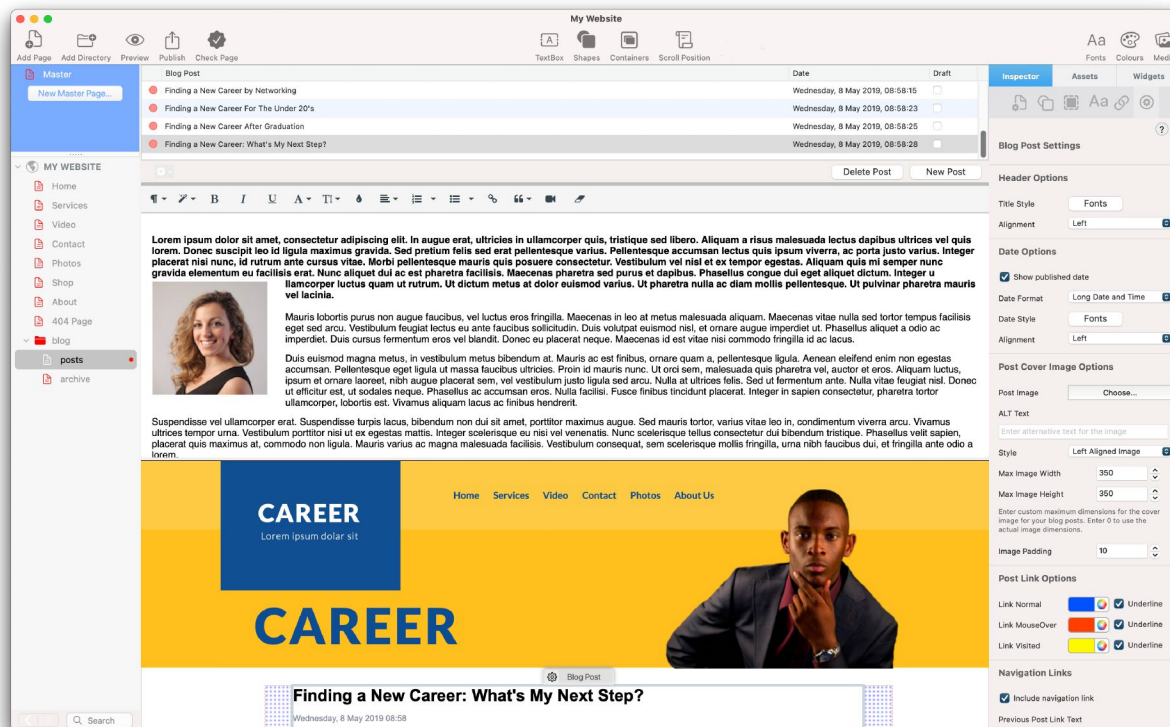 My Website
Add Page Add Directory Preview Publish Check Page
TextBox Shapes Containers Scroll Position
Fonts Colours
Master
New Master Page...
MY WEBSITE
Home
Services
Video
Contact
Photos
Shop
About
404 Page
blog
posts
archive
Search
Blog Post Date Draft
Finding a New Career by Networking Wednesday, 8 May 2019, 08:58:15
Finding a New Career For The Under 20's Wednesday, 8 May 2019, 08:58:23
Finding a New Career After Graduation Wednesday, 8 May 2019, 08:58:25
Finding a New Career: What's My Next Step? Wednesday, 8 May 2019, 08:58:28
Delete Post New Post
Lorem ipsum dolor sit amet, consectetur adipiscing elit. In augue erat, ultricies in ullamcorper quis, tristique sed libero. Aliquam a risus malesuada lectus dapibus ultrices vel quis
lorem. Donec suscipit leo id ligula maximus gravida. Sed pretium felis sed erat pellentesque varius. Pellentesque accumsan lectus quis ipsum viverra, ac porta justo varius. Integer
placerat nisi nunc, id rutrum ante cursus vitae. Morbi pellentesque mauris quis posuere consectetur. Vestibulum vel nisl et ex tempor egestas. Aliquam quis mi semper nunc
gravida elementum eu facilisis erat. Nunc aliquet dui ac est pharetra facilisis. Maecenas pharetra sed purus et dapibus. Phasellus congue dui eget aliquet dictum. Integer u
llamcorper luctus quam ut rutrum. Ut dictum metus at dolor euismod varius. Ut pharetra nulla ac diam mollis pellentesque. Ut pulvinar pharetra mauris
vel lacinia.
Mauris lobortis purus non augue faucibus, vel luctus eros fringilla. Maecenas in leo at metus malesuada aliquam. Maecenas vitae nulla sed tortor tempus facilisis
eget sed arcu. Vestibulum feugiat lectus eu ante faucibus sollicitudin. Duis volutpat euismod nisl, et ornare augue imperdiet ut. Phasellus aliquet a odio ac
imperdiet. Duis cursus fermentum eros vel blandit. Donec eu placerat neque. Maecenas id est vitae nisi commodo fringilla id ac lacus.
Duis euismod magna metus, in vestibulum metus bibendum at. Mauris ac est finibus, ornare quam a, pellentesque ligula. Aenean eleifend enim non egestas
accumsan. Pellentesque eget ligula ut massa faucibus ultricies. Proin id mauris nunc. Ut orci sem, malesuada quis pharetra vel, auctor et eros. Aliquam luctus,
ipsum et ornare laoreet, nibh augue placerat sem, vel vestibulum justo ligula sed arcu. Nulla at ultrices felis. Sed ut fermentum ante. Nulla vitae feugiat nisl. Donec
ut efficitur est, ut sodales neque. Phasellus ac accumsan eros. Nulla facilisi. Fusce finibus tincidunt placerat. Integer in sapien consectetur, pharetra tortor
ullamcorper, lobortis est. Vivamus aliquam lacus ac finibus hendrerit.
Suspendisse vel ullamcorper erat. Suspendisse turpis lacus, bibendum non dui sit amet, porttitor maximus augue. Sed mauris tortor, varius vitae leo in, condimentum viverra arcu. Vivamus
ultrices tempor urna. Vestibulum porttitor nisi ut ex egestas mattis. Integer scelerisque eu nisi vel venenatis. Nunc scelerisque tellus consectetur dui bibendum tristique. Phasellus velit sapien,
placerat quis maximus at, commodo non ligula. Mauris varius ac magna malesuada facilisis. Vestibulum consequat, sem scelerisque mollis fringilla, urna nibh faucibus dui, et fringilla ante odio a
lorem.
CAREER
Lorem ipsum dolar sit
Home Services Video Contact Photos About Us
CAREER
Blog Post
Finding a New Career: What's My Next Step?
Wednesday, 8 May 2019 08:58
Inspector Assets Widgets
Blog Post Settings
Header Options
Title Style Fonts
Alignment Left
Date Options
Show published date
Date Format Long Date and Time
Date Style Fonts
Alignment Left
Post Cover Image Options
Post Image Choose...
ALT Text
Enter alternative text for the image
Style Left Aligned Image
Max Image Width 350
Max Image Height 350
Enter custom maximum dimensions for the cover
image for your blog posts. Enter 0 to use the
actual image dimensions.
Image Padding 10
Post Link Options
Link Normal Underline
Link MouseOver Underline
Link Visited Underline
Navigation Links
Include navigation link
Previous Post Link Text